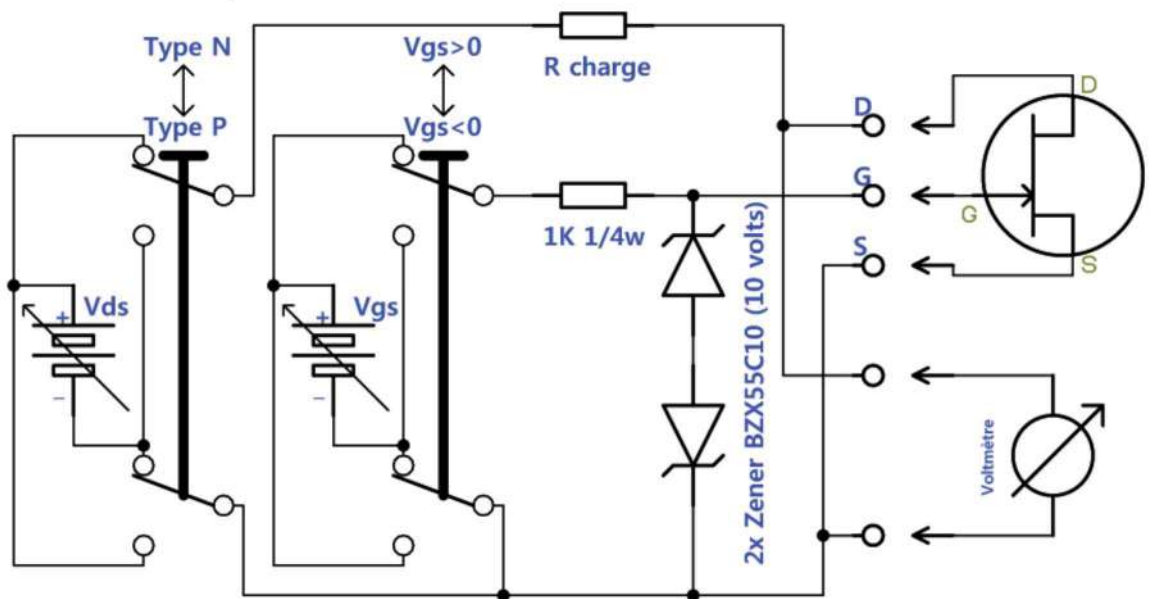 Type N
Vgs>0
R charge
Type P
Vgs<0
D
D
G
G
1K 1/4w
S
S
2x Zener BZX55C10 (10 volts)
+
Vds
-
+
Vgs
-
Voltmètre